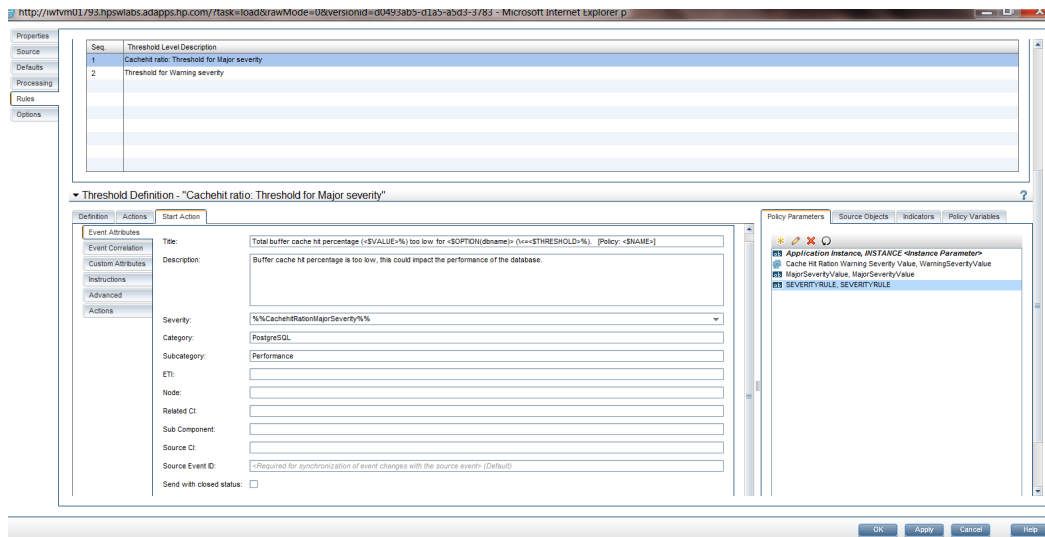 http://iwfvm01793.hpswlabs.adapps.hp.com/?task=load&rawMode=0&versionid=d0493ab5-d1a5-a5d3-3783 - Microsoft Internet Explorer p
Properties
Source
Defaults
Processing
Rules
Options
Seq. Threshold Level Description
1 Cachehit ratio: Threshold for Major severity
2 Threshold for Warning severity
Threshold Definition - "Cachehit ratio: Threshold for Major severity"
?
Definition Actions Start Action
Event Attributes
Event Correlation
Custom Attributes
Instructions
Advanced
Actions
Title: Total buffer cache hit percentage (<$VALUE>%) too low for <$OPTION(dbname)> (\<=<$THRESHOLD>%). [Policy: <$NAME>]
Description: Buffer cache hit percentage is too low, this could impact the performance of the database.
Severity: %%CachehitRationMajorSeverity%%
Category: PostgreSQL
Subcategory: Performance
ETI:
Node:
Related CI:
Sub Component:
Source CI:
Source Event ID: <Required for synchronization of event changes with the source event> (Default)
Send with closed status:
Policy Parameters Source Objects Indicators Policy Variables
Application Instance, INSTANCE <Instance Parameter>
Cache Hit Ration Warning Severity Value, WarningSeverityValue
MajorSeverityValue, MajorSeverityValue
SEVERITYRULE, SEVERITYRULE
OK Apply Cancel Help